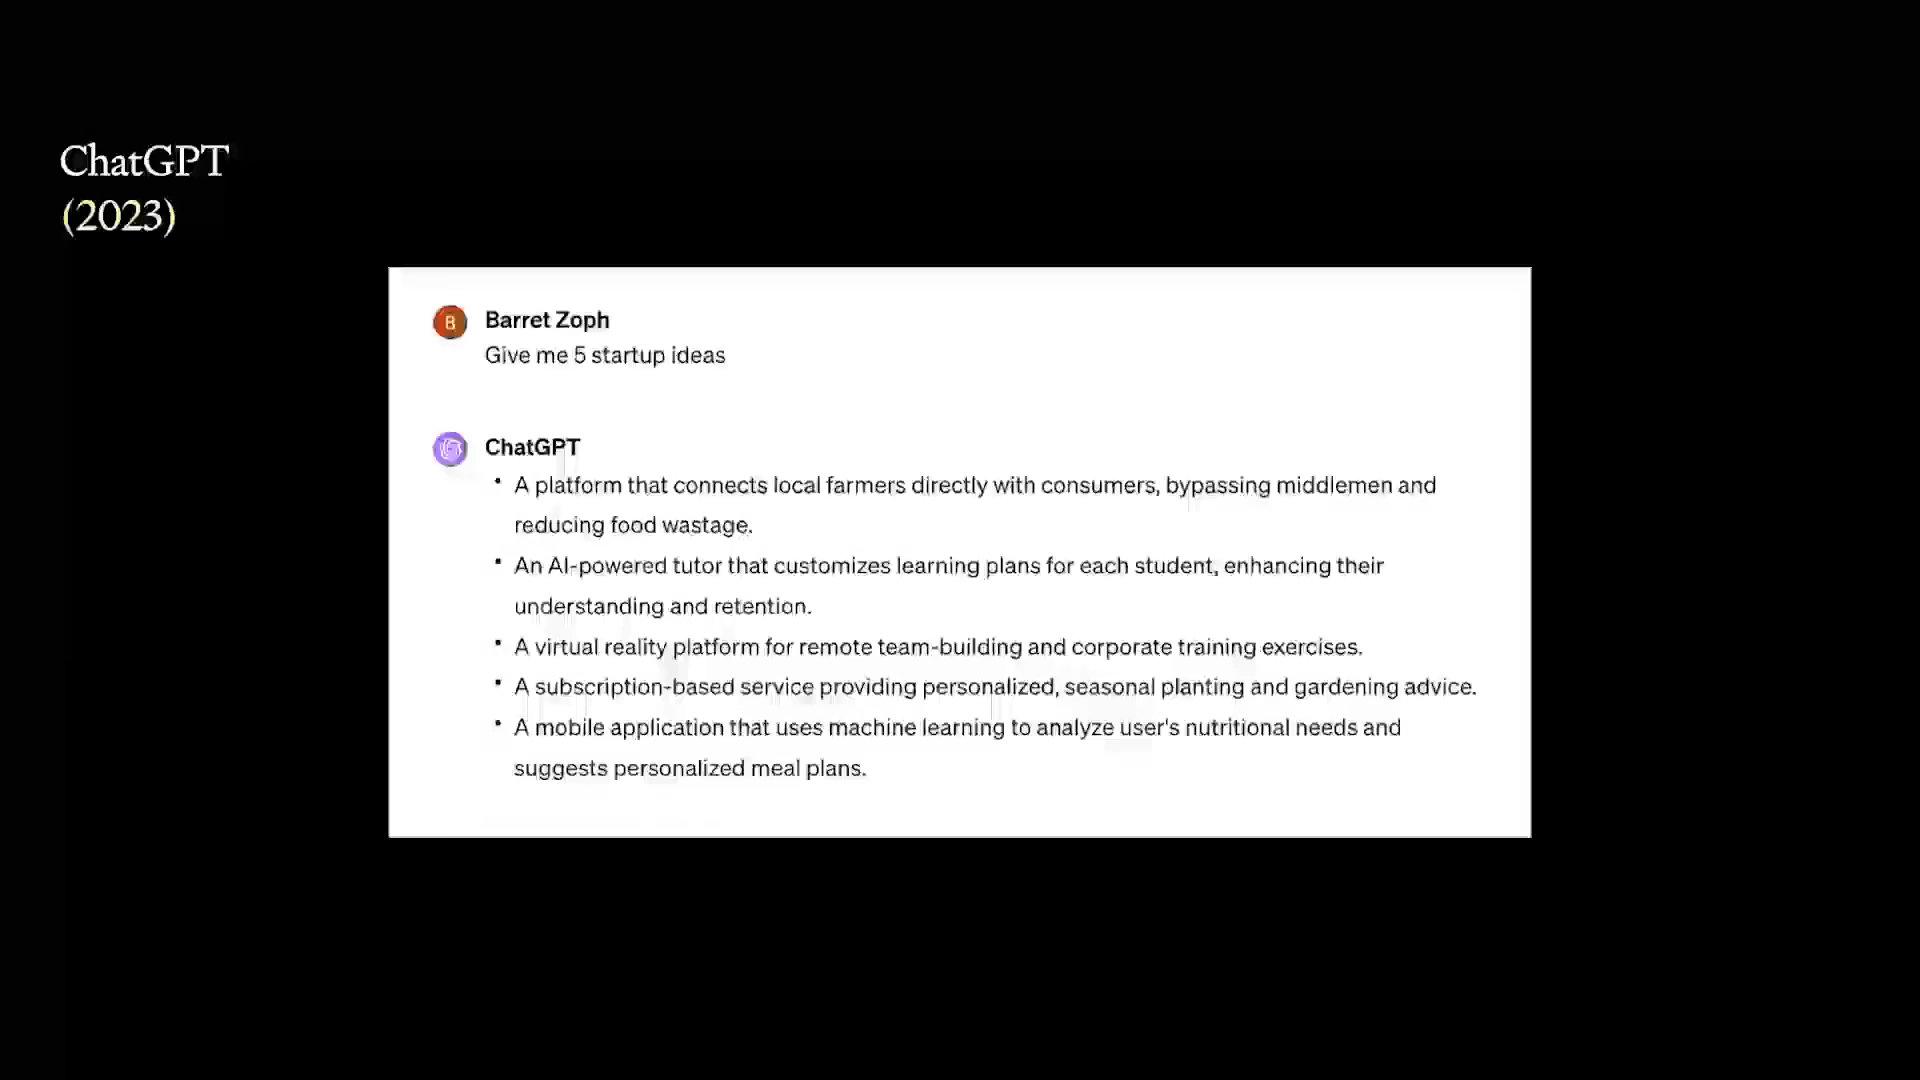 ChatGPT
(2023)
B
Barret Zoph
Give me 5 startup ideas
ChatGPT
• A platform that connects local farmers directly with consumers, bypassing middlemen and
reducing food wastage.
• An AI-powered tutor that customizes learning plans for each student, enhancing their
understanding and retention.
• A virtual reality platform for remote team-building and corporate training exercises.
• A subscription-based service providing personalized, seasonal planting and gardening advice.
• A mobile application that uses machine learning to analyze user's nutritional needs and
suggests personalized meal plans.